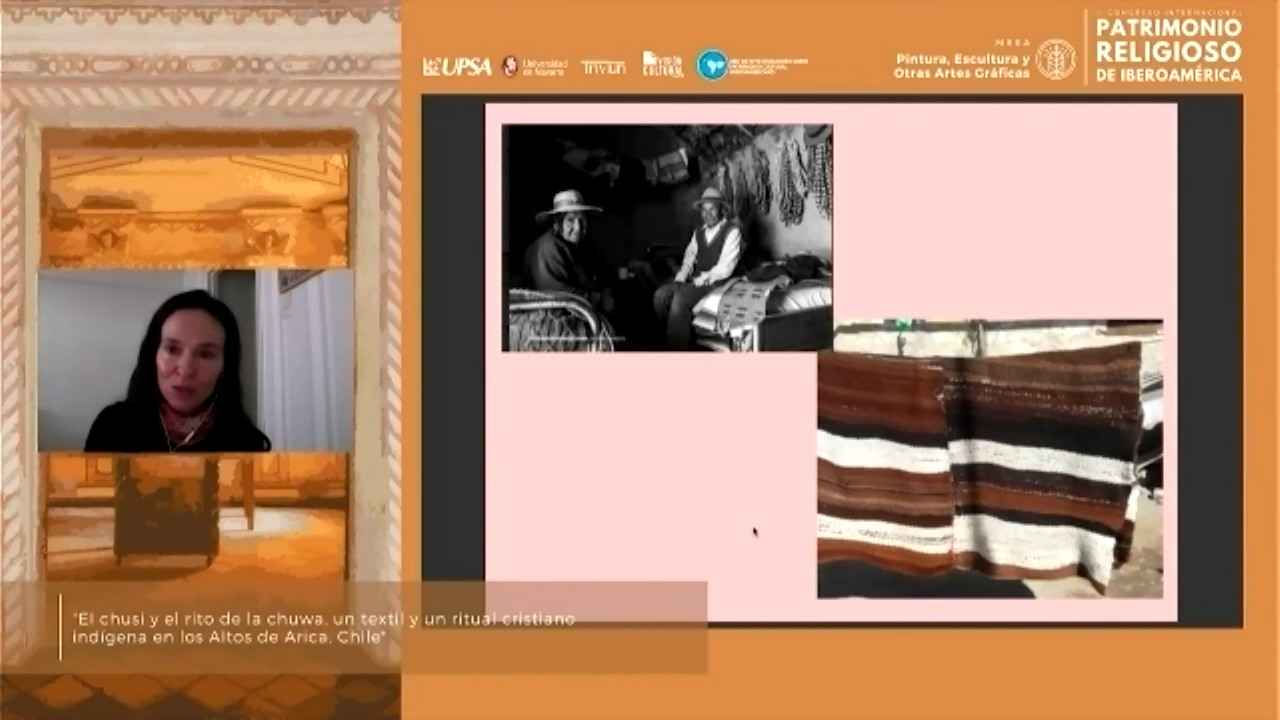 UPSA
Universidad
de Navarra
CULTURAL
MESA
Pintura, Escultura y
Otras Artes Gráficas
CONGRESO INTERNACIONAL
PATRIMONIO
RELIGIOSO
DE IBEROAMÉRICA
"El chusi y el rito de la chuwa, un textil y un ritual cristiano
indígena en los Altos de Arica, Chile"